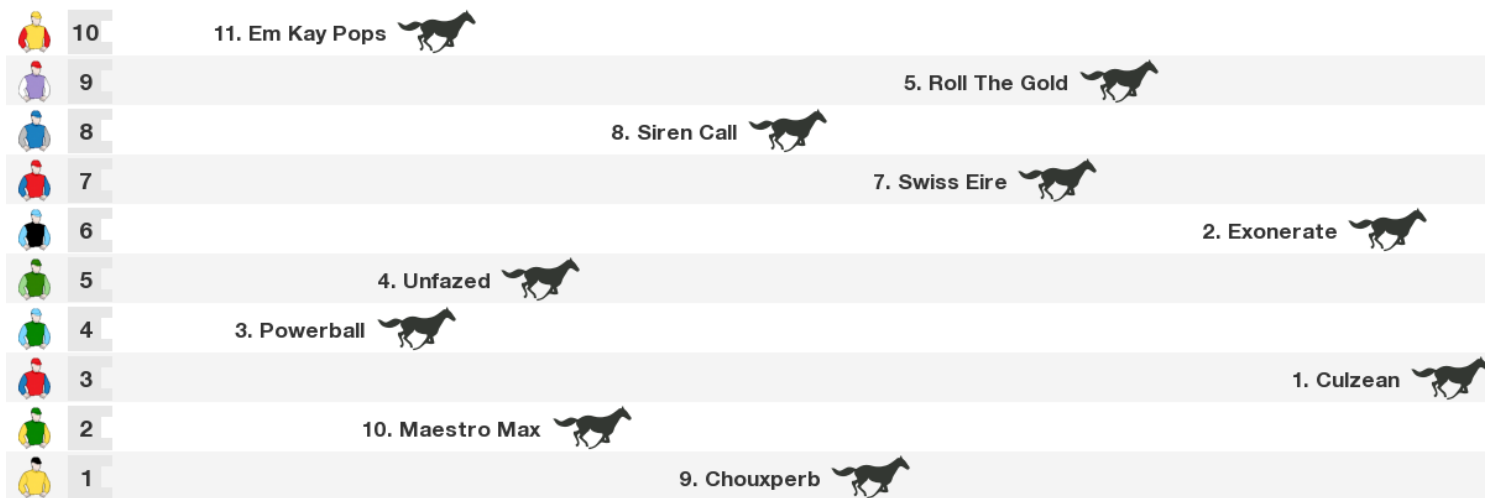 10 11. Em Kay Pops
9 5. Roll The Gold
8 8. Siren Call
7 7. Swiss Eire
6 2. Exonerate
5 4. Unfazed
4 3. Powerball
3 1. Culzean
2 10. Maestro Max
1 9. Chouxperb